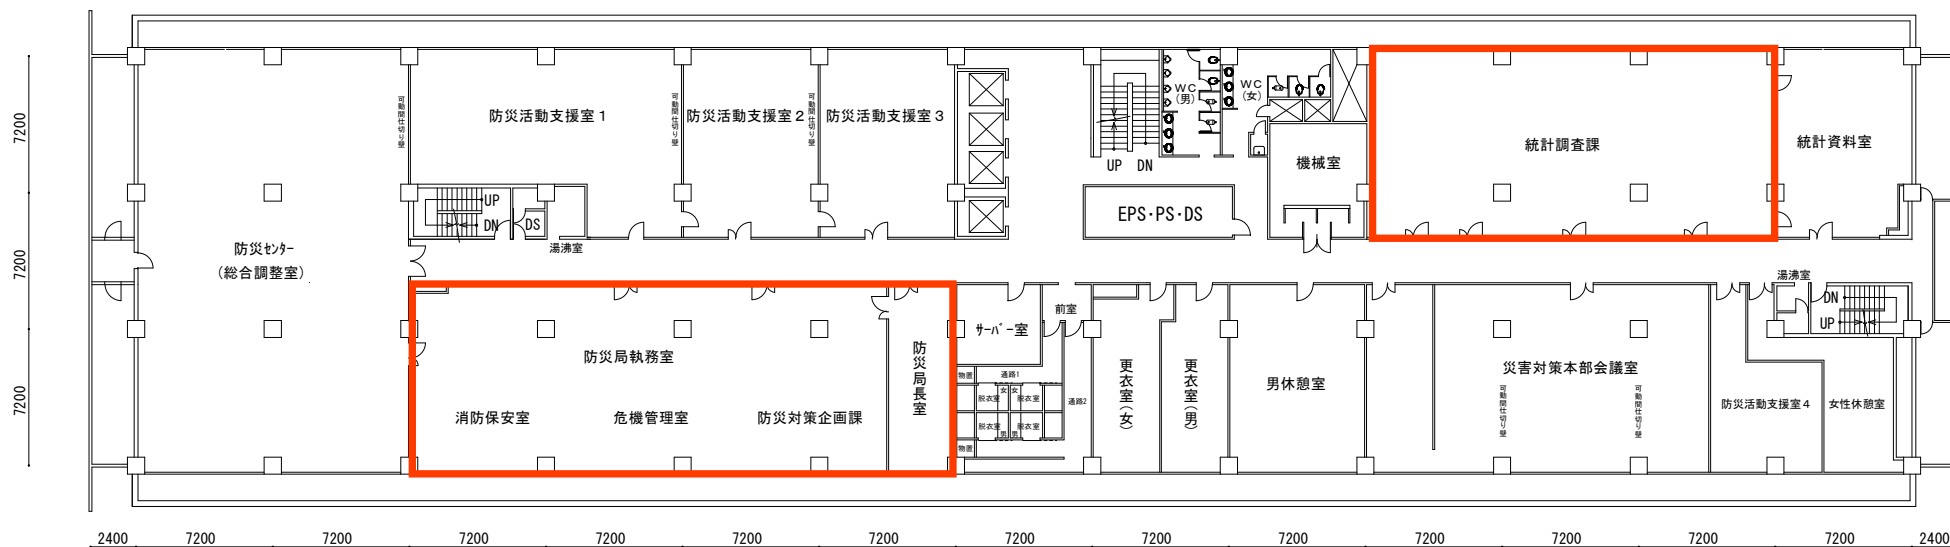 防災活動支援室１
防災活動支援室２
防災活動支援室３
可動間仕切り壁
可動間仕切り壁
可動間仕切り壁
WC
(男)
WC
(女)
UP DN
機械室
統計調査課
統計資料室
UP
DN
DS
湯沸室
EPS・PS・DS
防災ｾﾝﾀｰ
(総合調整室)
湯沸室
DN
UP
前室
ｻｰﾊﾞｰ室
防災局執務室
防災局長室
消防保安室
危機管理室
防災対策企画課
物置
通路1
脱衣室
女
女
脱衣室
脱衣室
男
男
脱衣室
物置
通路2
更衣室(女)
更衣室(男)
男休憩室
災害対策本部会議室
可動間仕切り壁
可動間仕切り壁
防災活動支援室４
女性休憩室
7200
7200
7200
2400 7200 7200 7200 7200 7200 7200 7200 7200 7200 7200 7200 7200 7200 2400